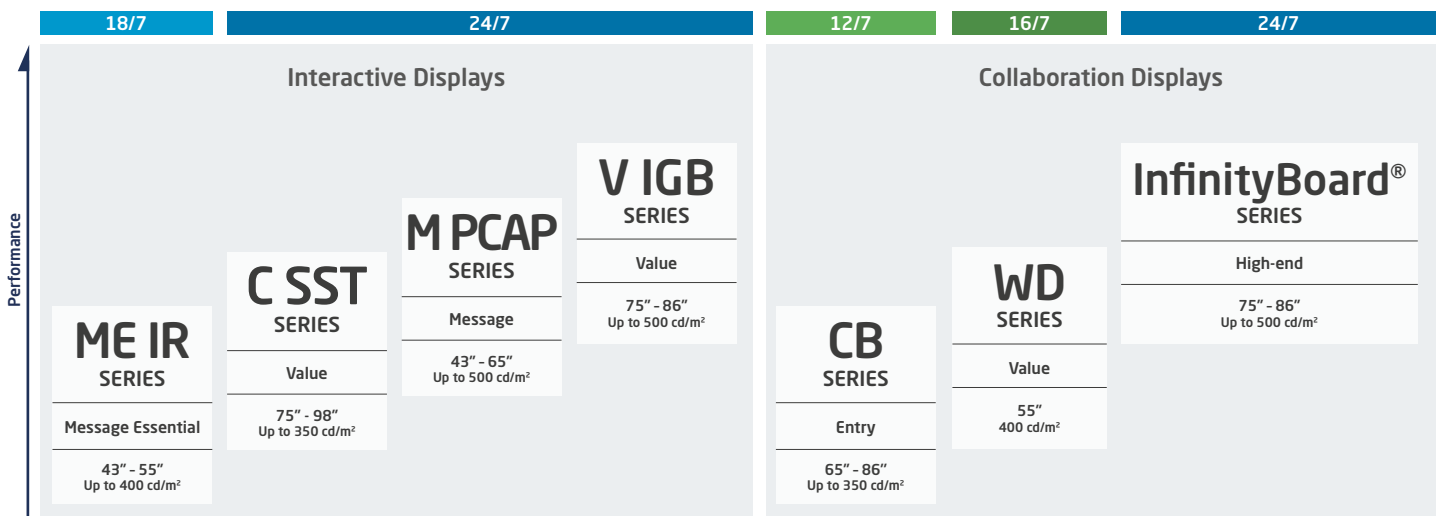 18/7
24/7
12/7
16/7
24/7
Performance
Interactive Displays
ME IR
SERIES
Message Essential
43” – 55”
Up to 400 cd/m²
C SST
SERIES
Value
75” - 98”
Up to 350 cd/m²
M PCAP
SERIES
Message
43” – 65”
Up to 500 cd/m²
V IGB
SERIES
Value
75” – 86”
Up to 500 cd/m²
Collaboration Displays
CB
SERIES
Entry
65” – 86”
Up to 350 cd/m²
WD
SERIES
Value
55”
400 cd/m²
InfinityBoard®
SERIES
High-end
75” – 86”
Up to 500 cd/m²